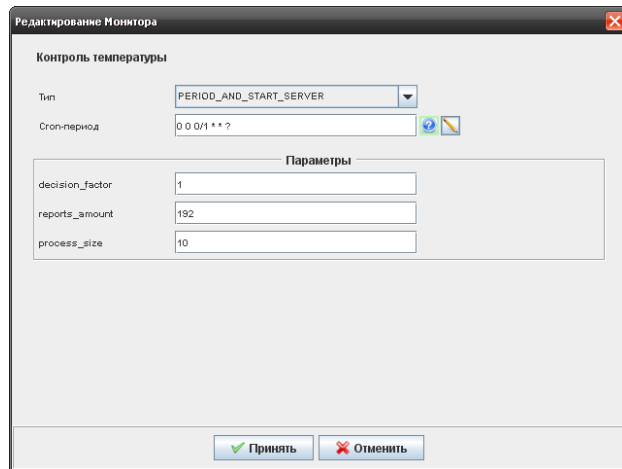 Редактирование Монитора
Контроль температуры
Тип PERIOD_AND_START_SERVER
Cron-период 0 0 0/1 * * ?
Параметры
decision_factor 1
reports_amount 192
process_size 10
Принять Отменить